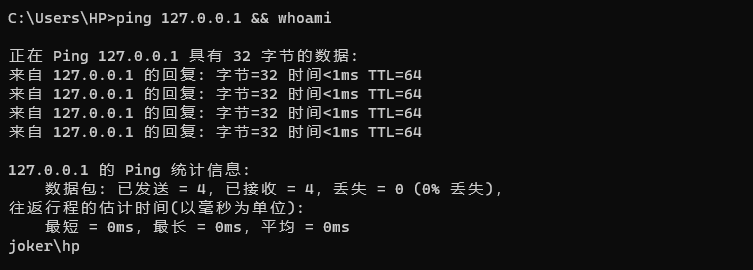 C:\Users\HP>ping 127.0.0.1 && whoami
正在 Ping 127.0.0.1 具有 32 字节的数据:
来自 127.0.0.1 的回复: 字节=32 时间<1ms TTL=64
来自 127.0.0.1 的回复: 字节=32 时间<1ms TTL=64
来自 127.0.0.1 的回复: 字节=32 时间<1ms TTL=64
来自 127.0.0.1 的回复: 字节=32 时间<1ms TTL=64
127.0.0.1 的 Ping 统计信息:
数据包: 已发送 = 4，已接收 = 4，丢失 = 0 (0% 丢失)，
往返行程的估计时间(以毫秒为单位):
最短 = 0ms，最长 = 0ms，平均 = 0ms
joker\hp